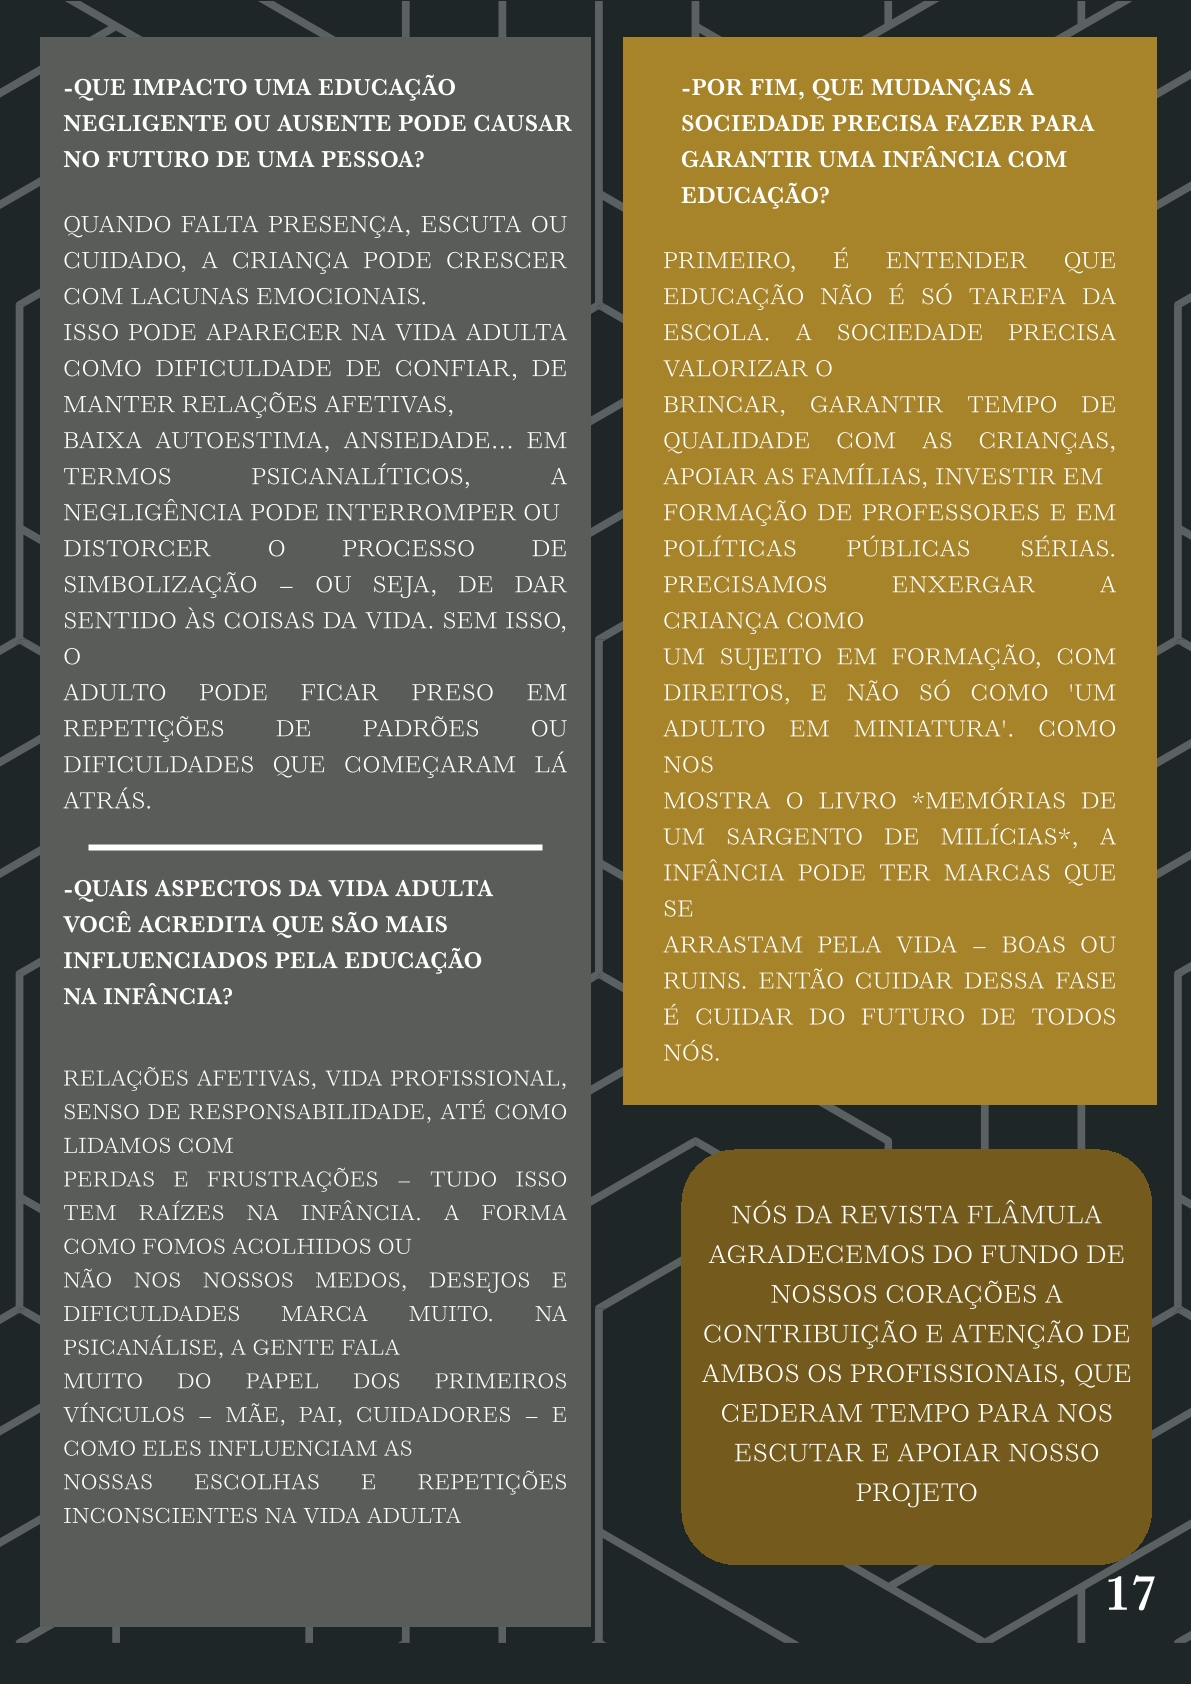 -QUE IMPACTO UMA EDUCAÇÃO
NEGLIGENTE OU AUSENTE PODE CAUSAR
NO FUTURO DE UMA PESSOA?
QUANDO FALTA PRESENÇA, ESCUTA OU
CUIDADO, A CRIANÇA PODE CRESCER
COM LACUNAS EMOCIONAIS.
ISSO PODE APARECER NA VIDA ADULTA
COMO DIFICULDADE DE CONFIAR, DE
MANTER RELAÇÕES AFETIVAS,
BAIXA AUTOESTIMA, ANSIEDADE... EM
TERMOS PSICANALÍTICOS, A
NEGLIGÊNCIA PODE INTERROMPER OU
DISTORCER O PROCESSO DE
SIMBOLIZAÇÃO – OU SEJA, DE DAR
SENTIDO ÀS COISAS DA VIDA. SEM ISSO,
O
ADULTO PODE FICAR PRESO EM
REPETIÇÕES DE PADRÕES OU
DIFICULDADES QUE COMEÇARAM LÁ
ATRÁS.
-QUAIS ASPECTOS DA VIDA ADULTA
VOCÊ ACREDITA QUE SÃO MAIS
INFLUENCIADOS PELA EDUCAÇÃO
NA INFÂNCIA?
RELAÇÕES AFETIVAS, VIDA PROFISSIONAL,
SENSO DE RESPONSABILIDADE, ATÉ COMO
LIDAMOS COM
PERDAS E FRUSTRAÇÕES – TUDO ISSO
TEM RAÍZES NA INFÂNCIA. A FORMA
COMO FOMOS ACOLHIDOS OU
NÃO NOS NOSSOS MEDOS, DESEJOS E
DIFICULDADES MARCA MUITO. NA
PSICANÁLISE, A GENTE FALA
MUITO DO PAPEL DOS PRIMEIROS
VÍNCULOS – MÃE, PAI, CUIDADORES – E
COMO ELES INFLUENCIAM AS
NOSSAS ESCOLHAS E REPETIÇÕES
INCONSCIENTES NA VIDA ADULTA
-POR FIM, QUE MUDANÇAS A
SOCIEDADE PRECISA FAZER PARA
GARANTIR UMA INFÂNCIA COM
EDUCAÇÃO?
PRIMEIRO, É ENTENDER QUE
EDUCAÇÃO NÃO É SÓ TAREFA DA
ESCOLA. A SOCIEDADE PRECISA
VALORIZAR O
BRINCAR, GARANTIR TEMPO DE
QUALIDADE COM AS CRIANÇAS,
APOIAR AS FAMÍLIAS, INVESTIR EM
FORMAÇÃO DE PROFESSORES E EM
POLÍTICAS PÚBLICAS SÉRIAS.
PRECISAMOS ENXERGAR A
CRIANÇA COMO
UM SUJEITO EM FORMAÇÃO, COM
DIREITOS, E NÃO SÓ COMO 'UM
ADULTO EM MINIATURA'. COMO
NOS
MOSTRA O LIVRO *MEMÓRIAS DE
UM SARGENTO DE MILÍCIAS*, A
INFÂNCIA PODE TER MARCAS QUE
SE
ARRASTAM PELA VIDA – BOAS OU
RUINS. ENTÃO CUIDAR DESSA FASE
É CUIDAR DO FUTURO DE TODOS
NÓS.
NÓS DA REVISTA FLÂMULA
AGRADECEMOS DO FUNDO DE
NOSSOS CORAÇÕES A
CONTRIBUIÇÃO E ATENÇÃO DE
AMBOS OS PROFISSIONAIS, QUE
CEDERAM TEMPO PARA NOS
ESCUTAR E APOIAR NOSSO
PROJETO
17